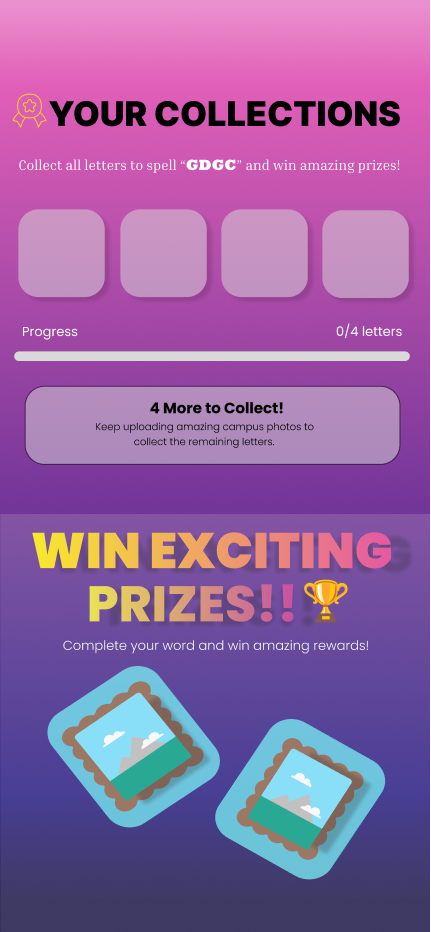 YOUR COLLECTIONS
Collect all letters to spell “GDGC” and win amazing prizes!
Progress
0/4 letters
4 More to Collect!
Keep uploading amazing campus photos to
collect the remaining letters.
WIN EXCITING
PRIZES!!🏆
Complete your word and win amazing rewards!